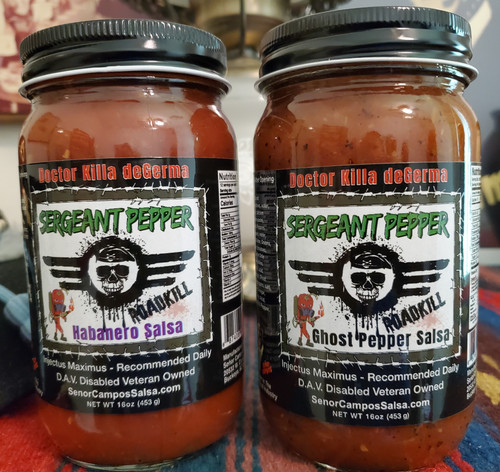 Doctor Killa deGerma
SERGEANT PEPPER
ROADKILL
Habanero Salsa
Injectus Maximus - Recommended Daily
D.A.V. Disabled Veteran Owned
SenorCamposSalsa.com
NET WT 16oz (453 g)
Nutrition
Doctor Killa deGerma
SERGEANT PEPPER
ROADKILL
Ghost Pepper Salsa
Injectus Maximus - Recommended Daily
D.A.V. Disabled Veteran Owned
SenorCamposSalsa.com
NET WT 16oz (453 g)